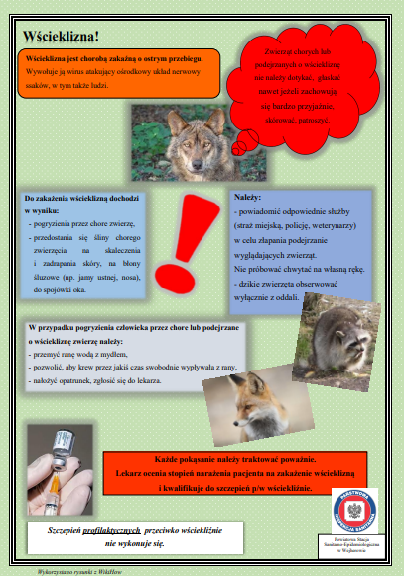 Wścieklizna!
Wścieklizna jest chorobą zakaźną o ostrym przebiegu
Wywołuje ją wirus atakujący ośrodkowy układ nerwowy
ssaków, w tym także ludzi.
Zwierząt chorych lub
podejrzanych o wściekliznę
nie należy dotykać, głaskać
nawet jeżeli zachowują
się bardzo przyjaźnie,
skórować, patroszyć.
Do zakażenia wścieklizną dochodzi
w wyniku:
- pogryzienia przez chore zwierzę,
- przedostania się śliny chorego
zwierzęcia na skaleczenia
i zadrapania skóry, na błony
śluzowe (np. jamy ustnej, nosa),
do spojówki oka.
Należy:
- powiadomić odpowiednie służby
(straż miejską, policję, weterynarzy)
w celu złapania podejrzanie
wyglądających zwierząt.
Nie próbować chwytać na własną rękę.
- dzikie zwierzęta obserwować
wyłącznie z oddali.
W przypadku pogryzienia człowieka przez chore lub podejrzane
o wściekliznę zwierzę należy:
- przemyć ranę wodą z mydłem,
- pozwolić, aby krew przez jakiś czas swobodnie wypływała z rany,
- nałożyć opatrunek, zgłosić się do lekarza.
Każde pokąsanie należy traktować poważnie.
Lekarz ocenia stopień narażenia pacjenta na zakażenie wścieklizną
i kwalifikuje do szczepień p/w wściekliźnie.
Szczepień profilaktycznych przeciwko wściekliźnie
nie wykonuje się.
PAŃSTWOWA
INSPEKCJA SANITARNA
Powiatowa Stacja
Sanitarno-Epidemiologiczna
w Wejherowie
Wykorzystano rysunki z WikiHow